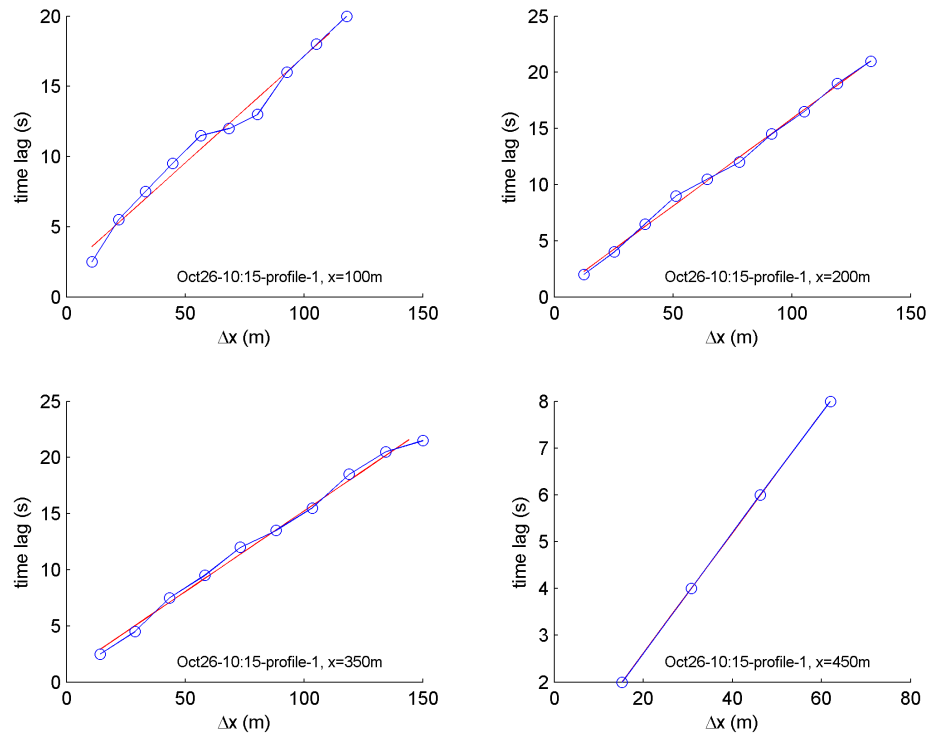 20
15
10
5
0
time lag (s)
Oct26-10:15-profile-1, x=100m
0 50 100 150
Δx (m)
25
20
15
10
5
0
time lag (s)
Oct26-10:15-profile-1, x=200m
0 50 100 150
Δx (m)
25
20
15
10
5
0
time lag (s)
Oct26-10:15-profile-1, x=350m
0 50 100 150
Δx (m)
8
7
6
5
4
3
2
time lag (s)
Oct26-10:15-profile-1, x=450m
0 20 40 60 80
Δx (m)